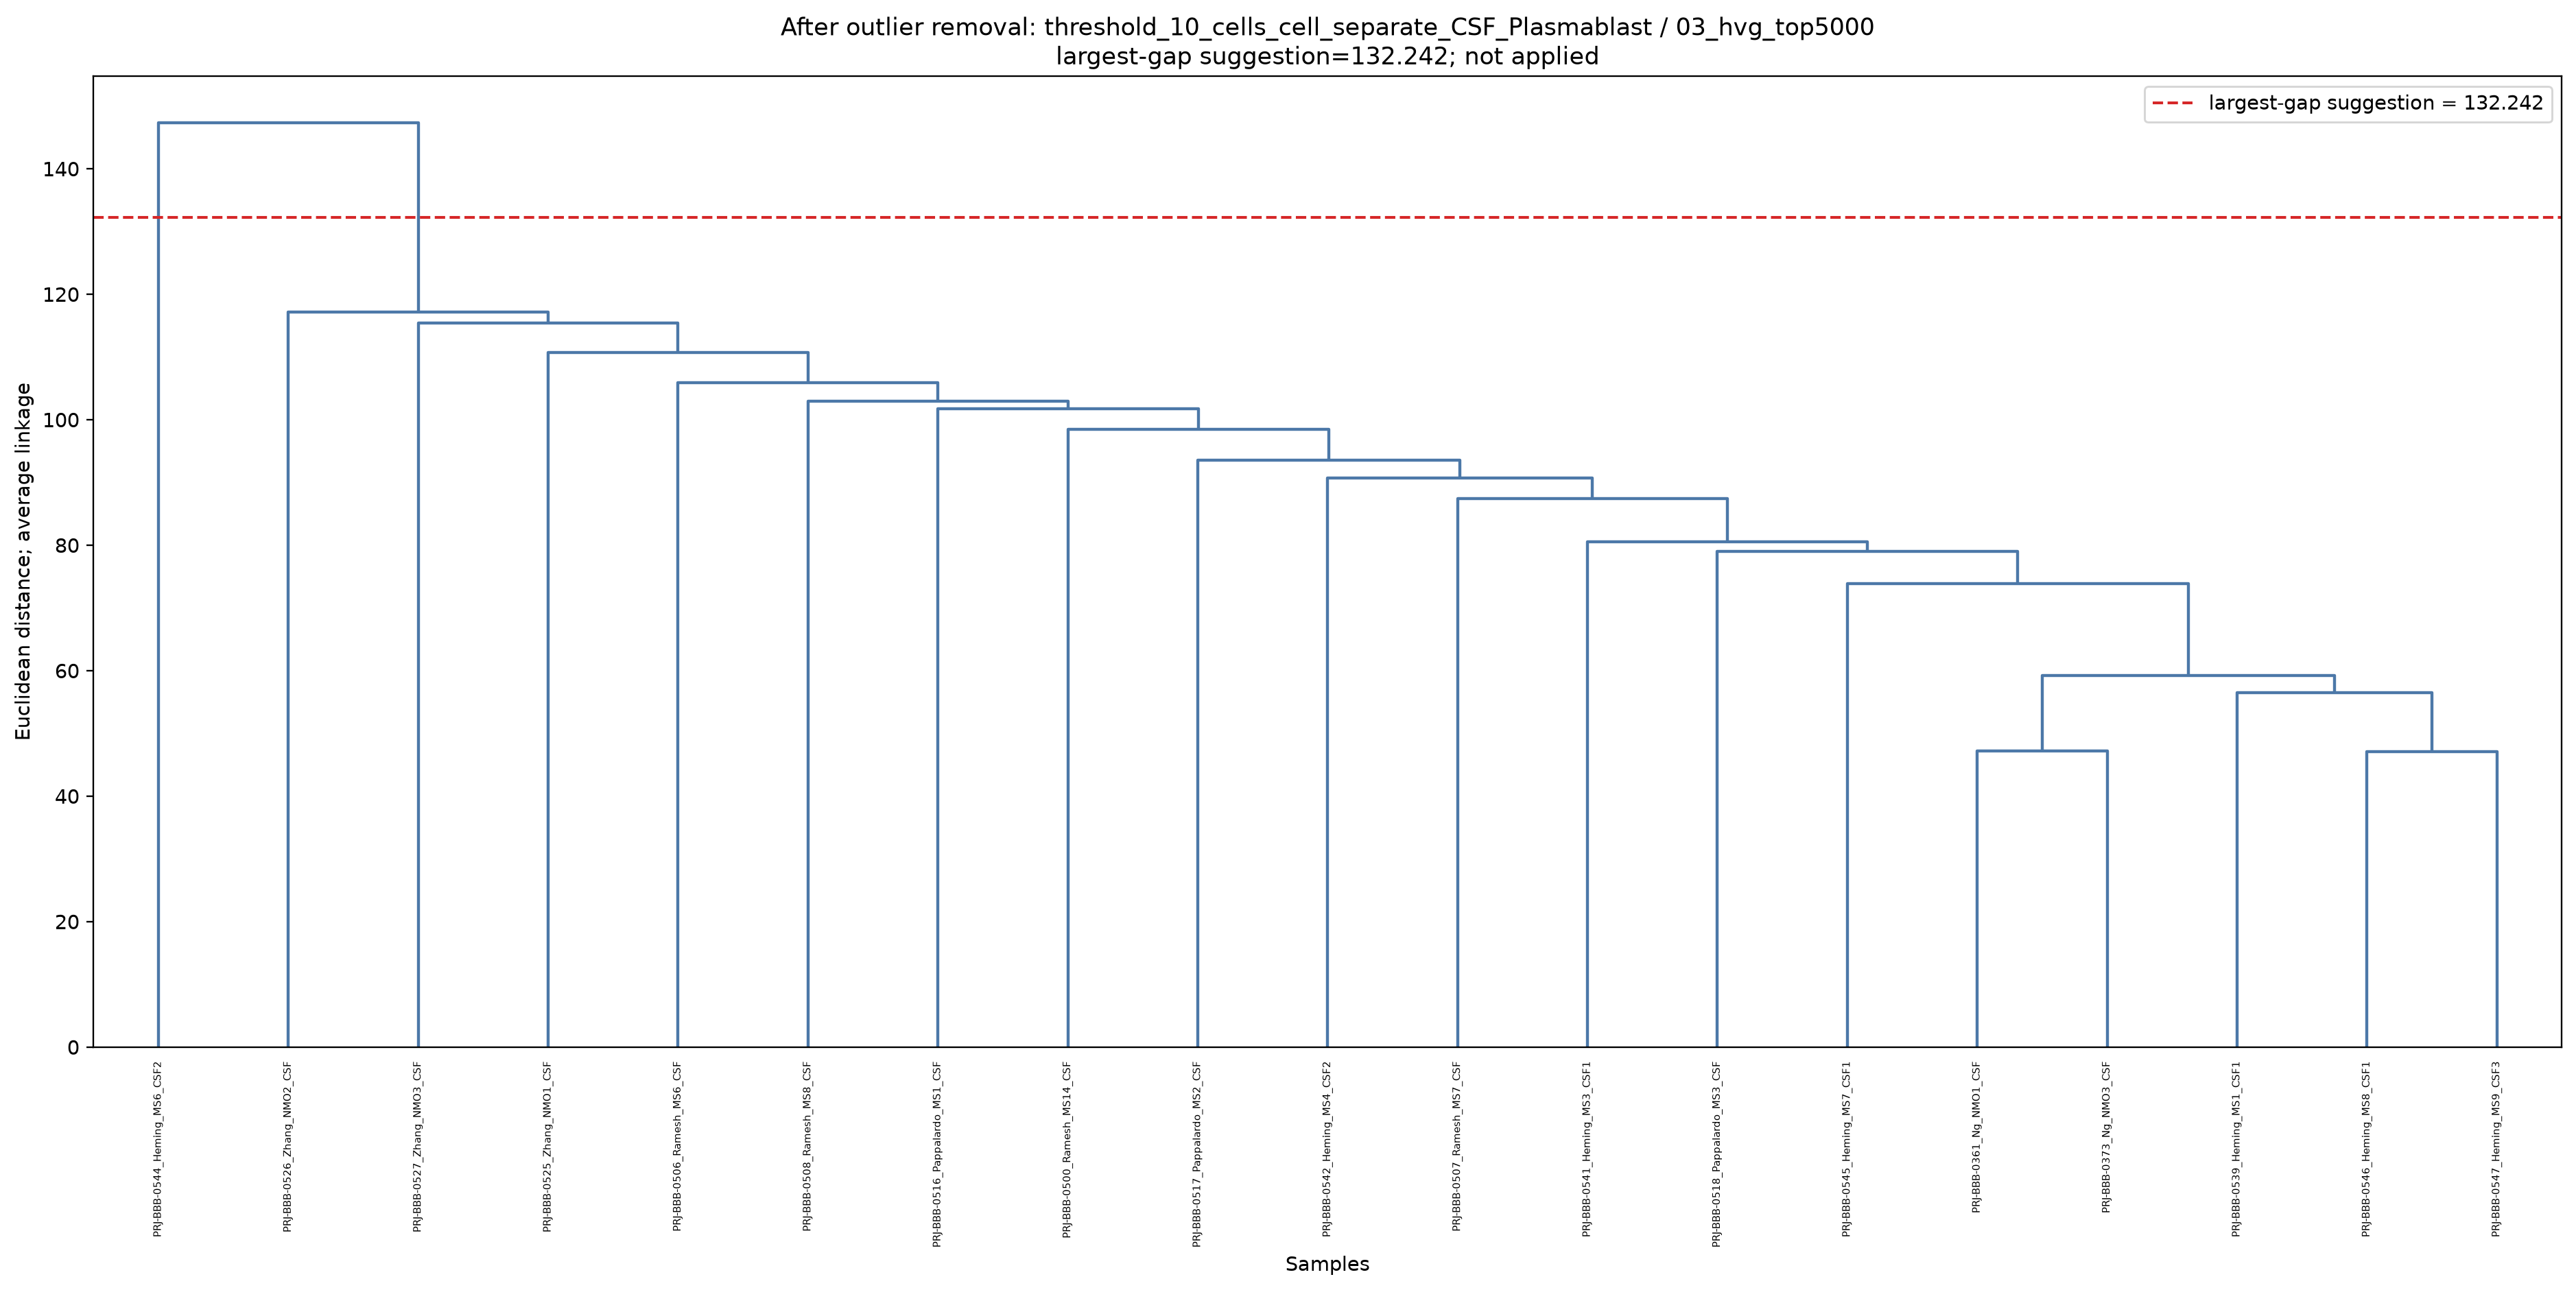 After outlier removal: threshold_10_cells_cell_separate_CSF_Plasmablast / 03_hvg_top5000
largest-gap suggestion=132.242; not applied
largest-gap suggestion = 132.242
Euclidean distance; average linkage
140
120
100
80
60
40
20
0
PRJ-BBB-0544_Heming_MS6_CSF2
PRJ-BBB-0526_Zhang_NMO2_CSF
PRJ-BBB-0527_Zhang_NMO3_CSF
PRJ-BBB-0525_Zhang_NMO1_CSF
PRJ-BBB-0506_Ramesh_MS6_CSF
PRJ-BBB-0508_Ramesh_MS8_CSF
PRJ-BBB-0516_Pappalardo_MS1_CSF
PRJ-BBB-0500_Ramesh_MS14_CSF
PRJ-BBB-0517_Pappalardo_MS2_CSF
PRJ-BBB-0542_Heming_MS4_CSF2
PRJ-BBB-0507_Ramesh_MS7_CSF
PRJ-BBB-0541_Heming_MS3_CSF1
PRJ-BBB-0518_Pappalardo_MS3_CSF
PRJ-BBB-0545_Heming_MS7_CSF1
PRJ-BBB-0361_Ng_NMO1_CSF
PRJ-BBB-0373_Ng_NMO3_CSF
PRJ-BBB-0539_Heming_MS1_CSF1
PRJ-BBB-0546_Heming_MS8_CSF1
PRJ-BBB-0547_Heming_MS9_CSF3
Samples